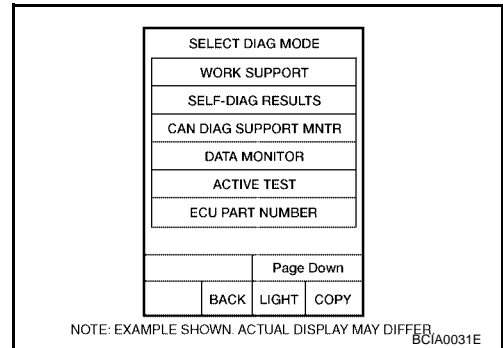 SELECT DIAG MODE
WORK SUPPORT
SELF-DIAG RESULTS
CAN DIAG SUPPORT MNTR
DATA MONITOR
ACTIVE TEST
ECU PART NUMBER
Page Down
BACK LIGHT COPY
NOTE: EXAMPLE SHOWN. ACTUAL DISPLAY MAY DIFFER.
BCIA0031E